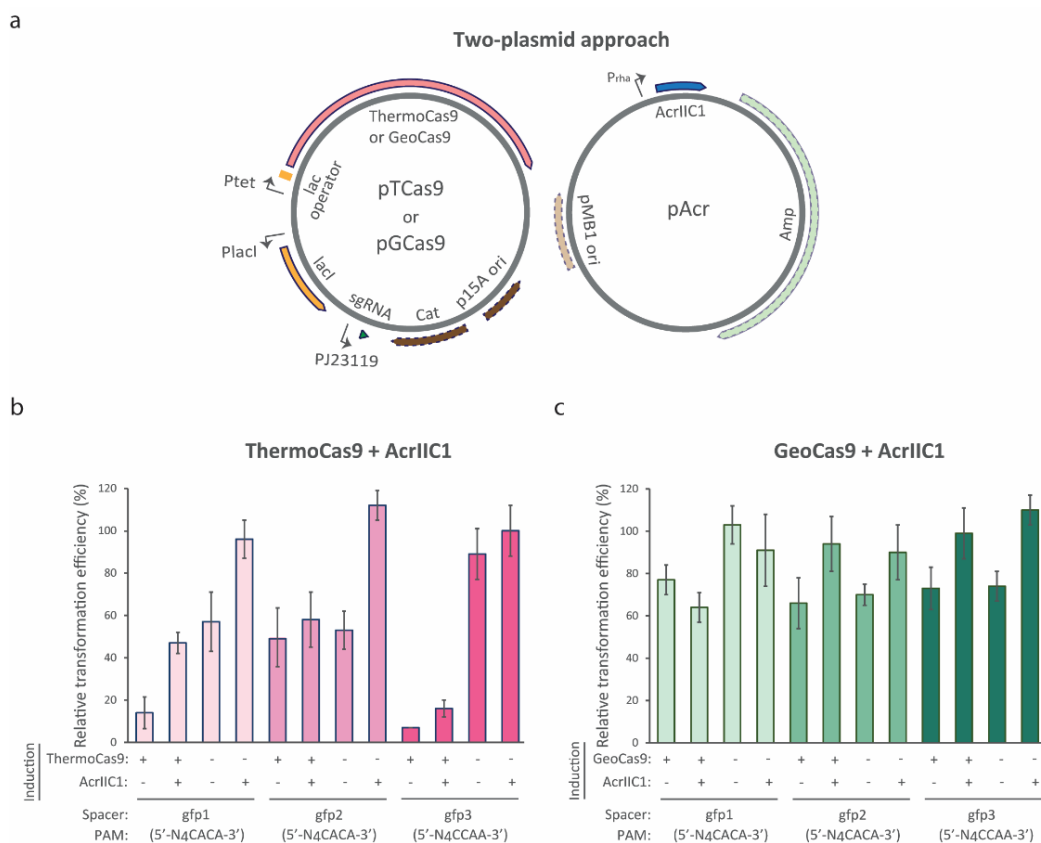 a
Two-plasmid approach
Prha
AcrIIC1
ThermoCas9
or GeoCas9
Ptet
lac
operator
pTCas9
or
pGCas9
PlacI
lacI
sgRNA
Cat
p15A ori
PJ23119
pMB1 ori
pAcr
Amp
b
ThermoCas9 + AcrIIC1
Relative transformation efficiency (%)
120
100
80
60
40
20
0
Induction
ThermoCas9: + + - - + + - - + + - -
AcrIIC1: - + - + - + - + - + - +
Spacer: gfp1 gfp2 gfp3
PAM: (5’-N4CACA-3’) (5’-N4CACA-3’) (5’-N4CCAA-3’)
c
GeoCas9 + AcrIIC1
Relative transformation efficiency (%)
120
100
80
60
40
20
0
Induction
GeoCas9: + + - - + + - - + + - -
AcrIIC1: - + - + - + - + - + - +
Spacer: gfp1 gfp2 gfp3
PAM: (5’-N4CACA-3’) (5’-N4CACA-3’) (5’-N4CCAA-3’)